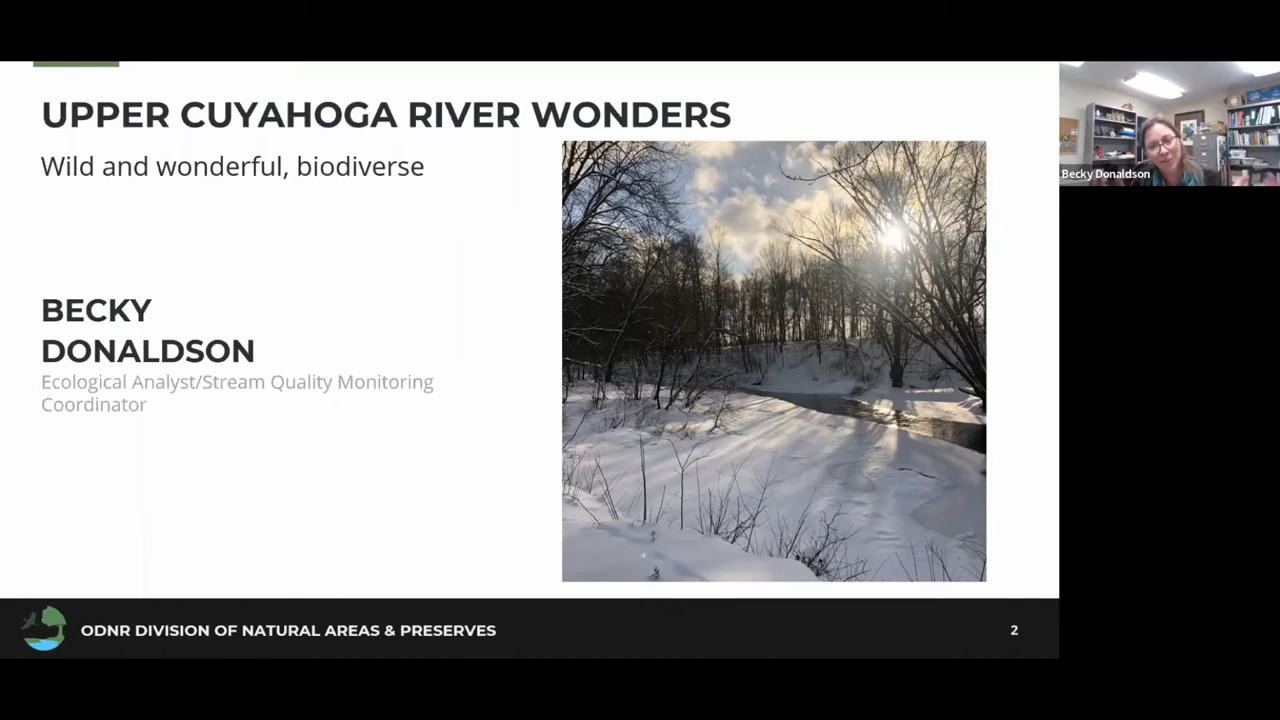 UPPER CUYAHOGA RIVER WONDERS
Wild and wonderful, biodiverse
BECKY
DONALDSON
Ecological Analyst/Stream Quality Monitoring
Coordinator
ODNR DIVISION OF NATURAL AREAS & PRESERVES
2
Becky Donaldson